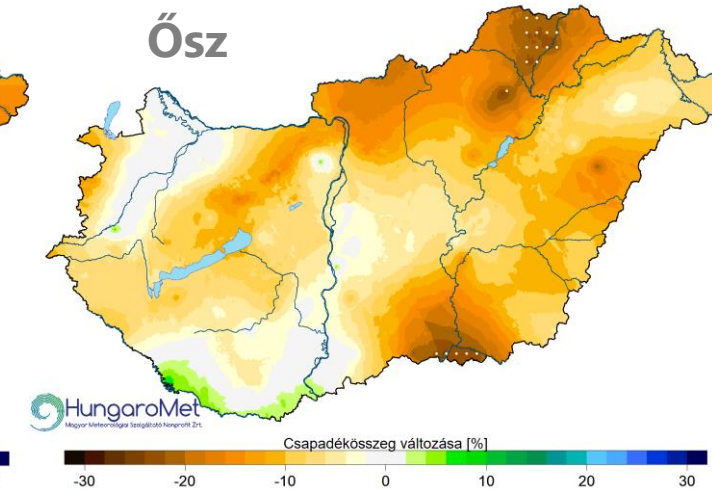 Ősz
HungaroMet
Magyar Meteorológiai Szolgáltató Nonprofit Zrt.
Csapadékösszeg változása [%]
-30 -20 -10 0 10 20 30